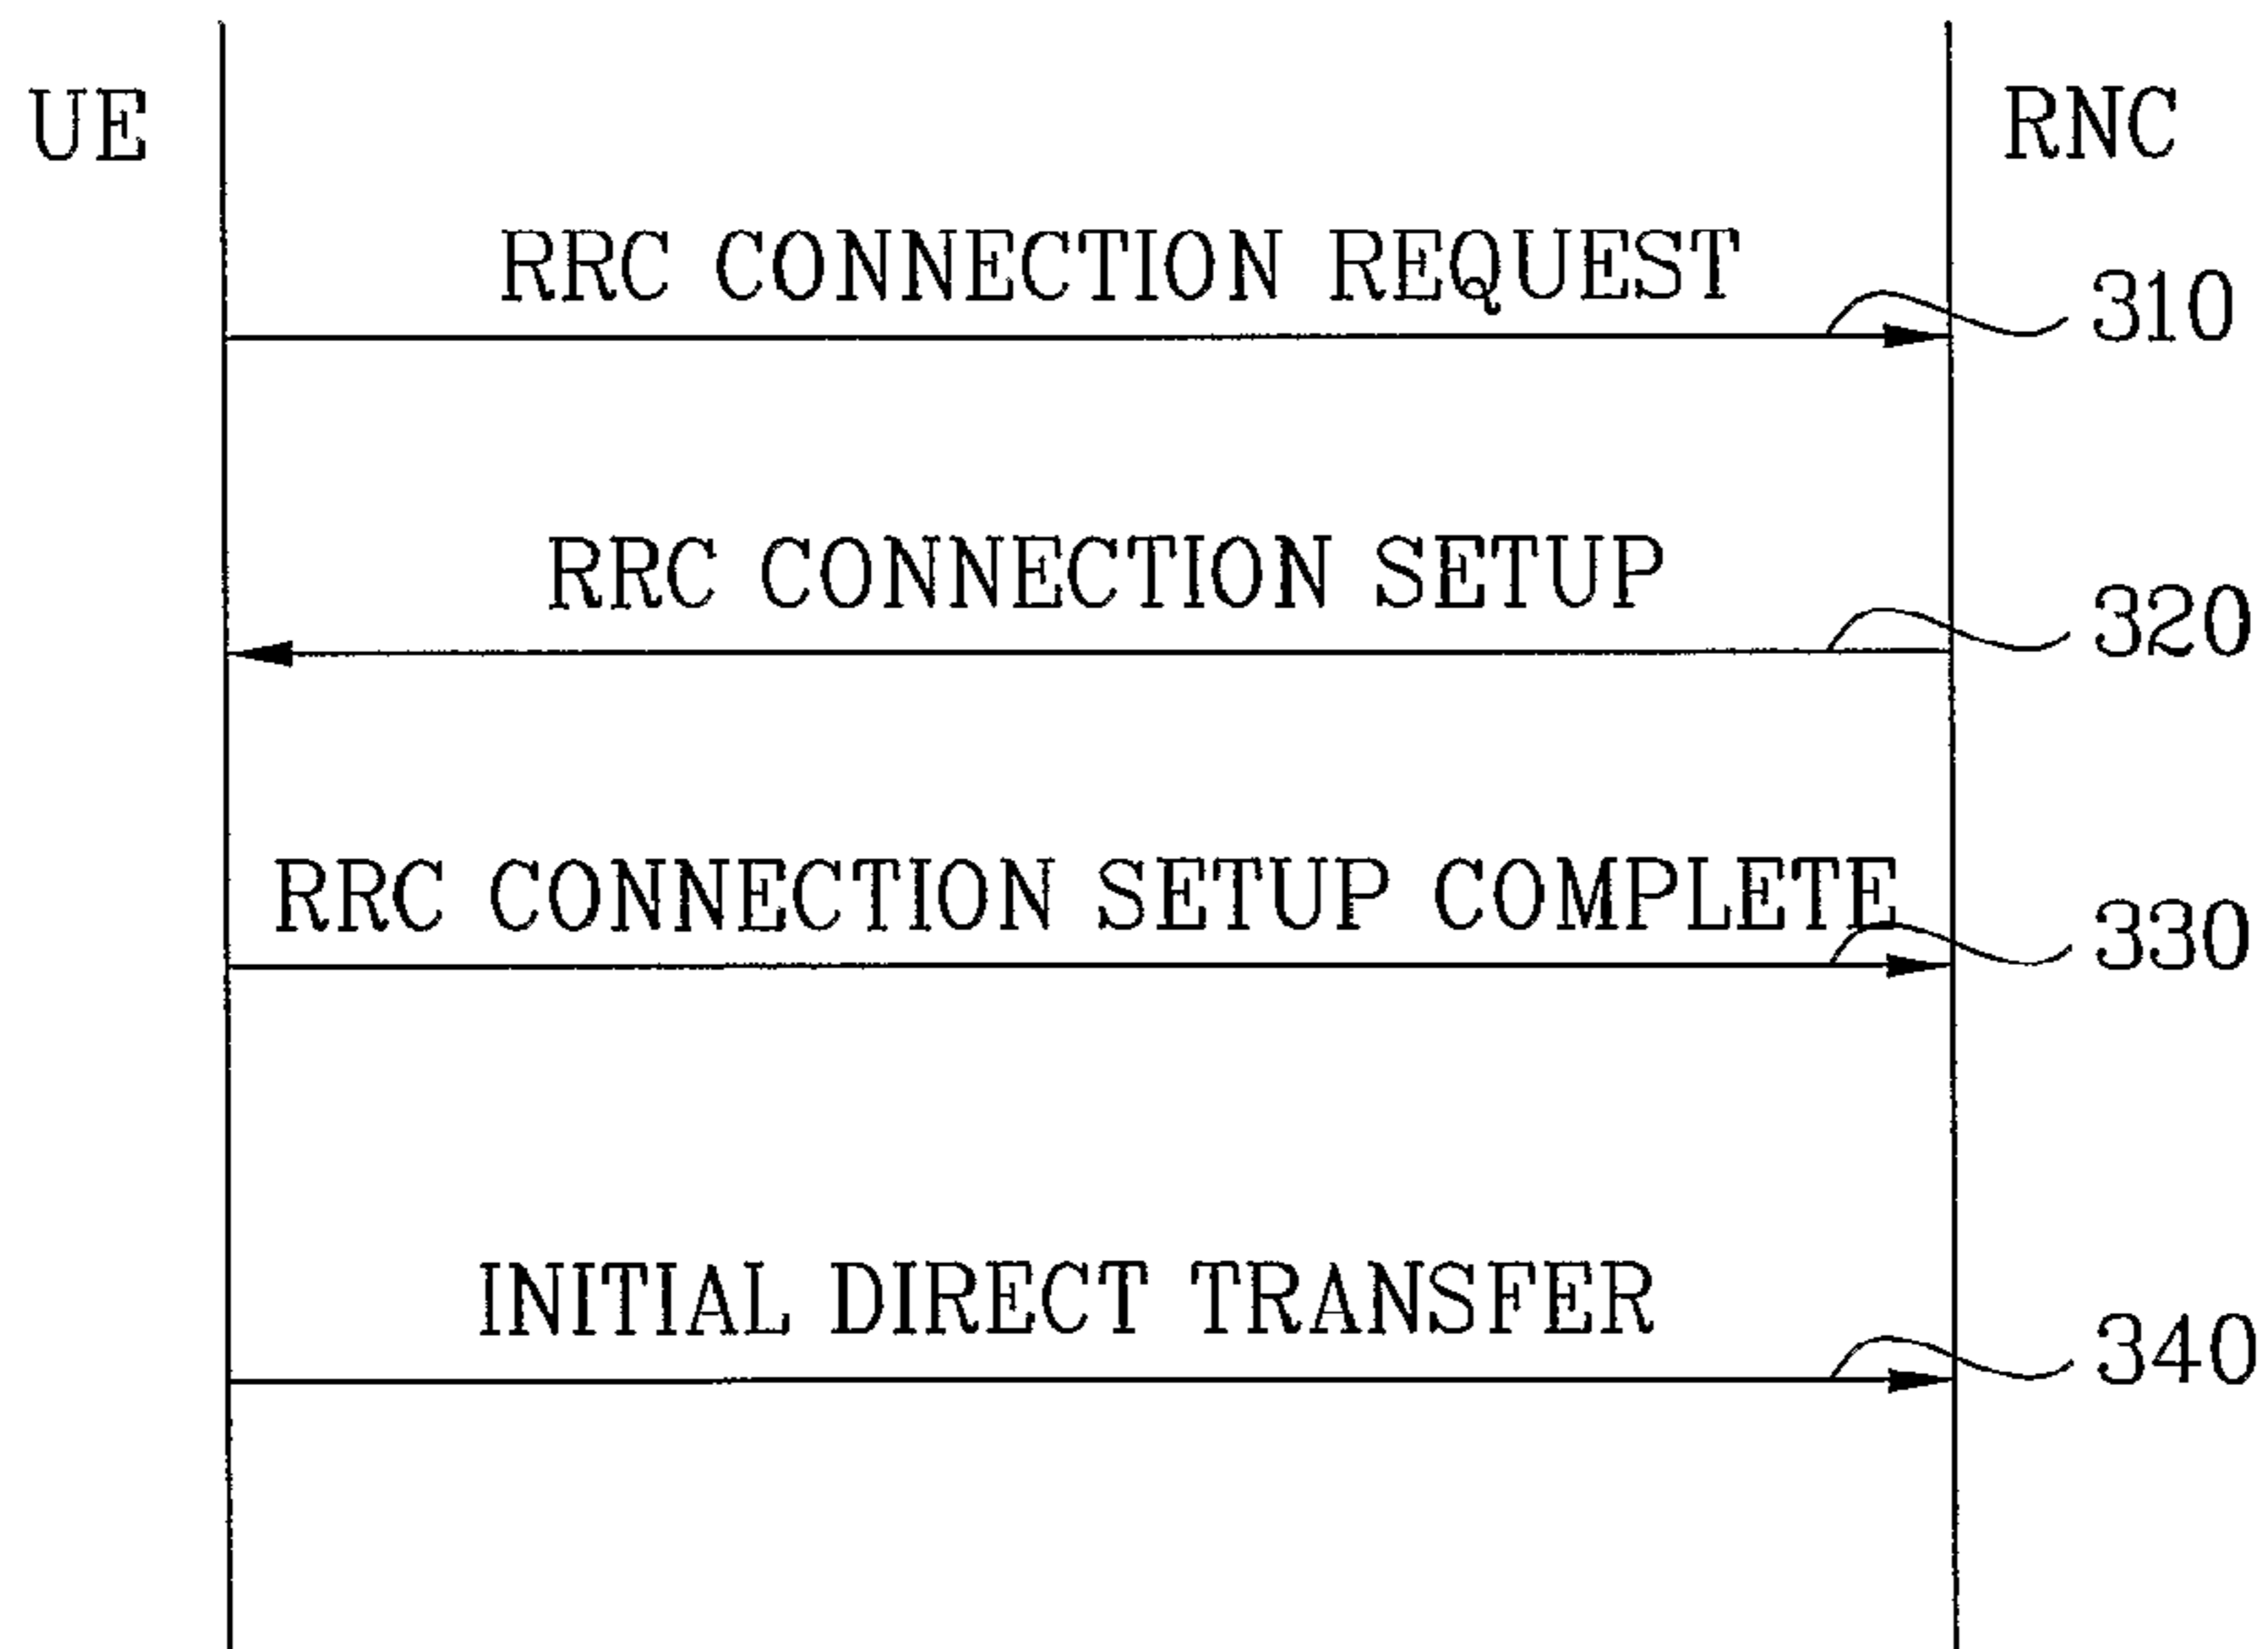 UE
RNC
RRC CONNECTION REQUEST
310
RRC CONNECTION SETUP
320
RRC CONNECTION SETUP COMPLETE
330
INITIAL DIRECT TRANSFER
340